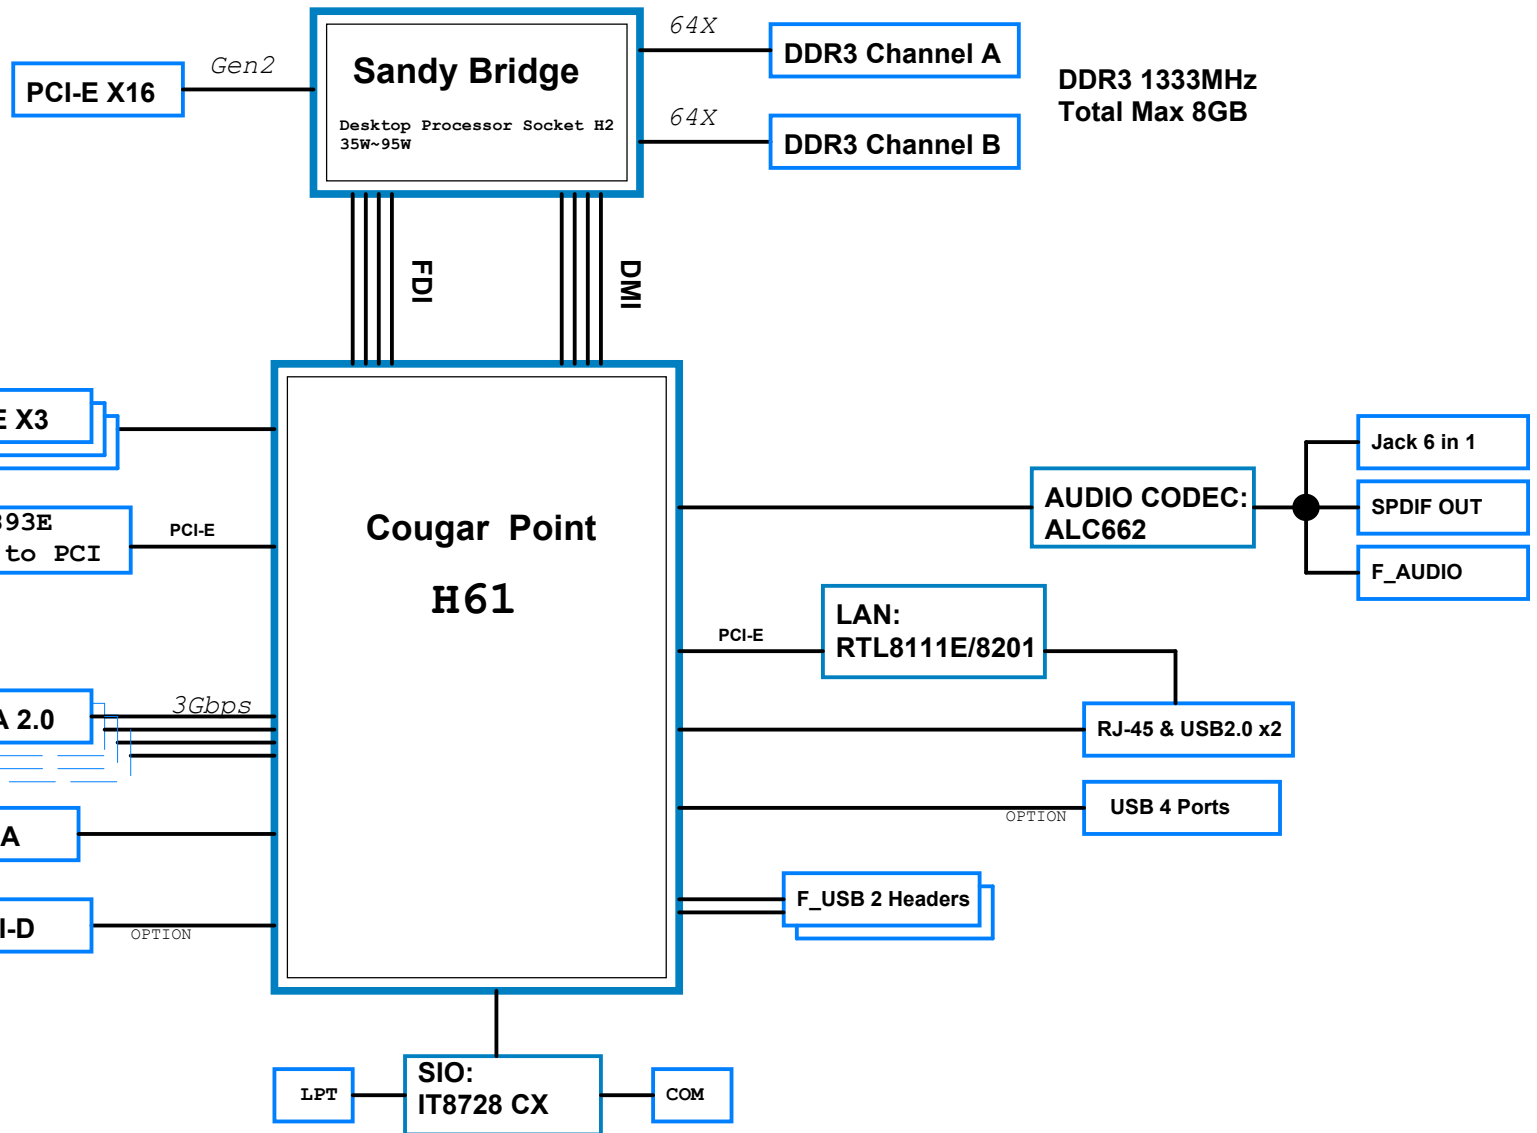 64X
Gen2
Sandy Bridge
DDR3 Channel A
PCI-E X16
DDR3 1333MHz
Total Max 8GB
Desktop Processor Socket H2
35W~95W
64X
DDR3 Channel B
FDI
DMI
E X3
Jack 6 in 1
AUDIO CODEC:
ALC662
SPDIF OUT
F_AUDIO
393E
to PCI
PCI-E
Cougar Point
H61
LAN:
RTL8111E/8201
PCI-E
A 2.0
3Gbps
RJ-45 & USB2.0 x2
USB 4 Ports
OPTION
A
F_USB 2 Headers
I-D
OPTION
SIO:
IT8728 CX
LPT
COM